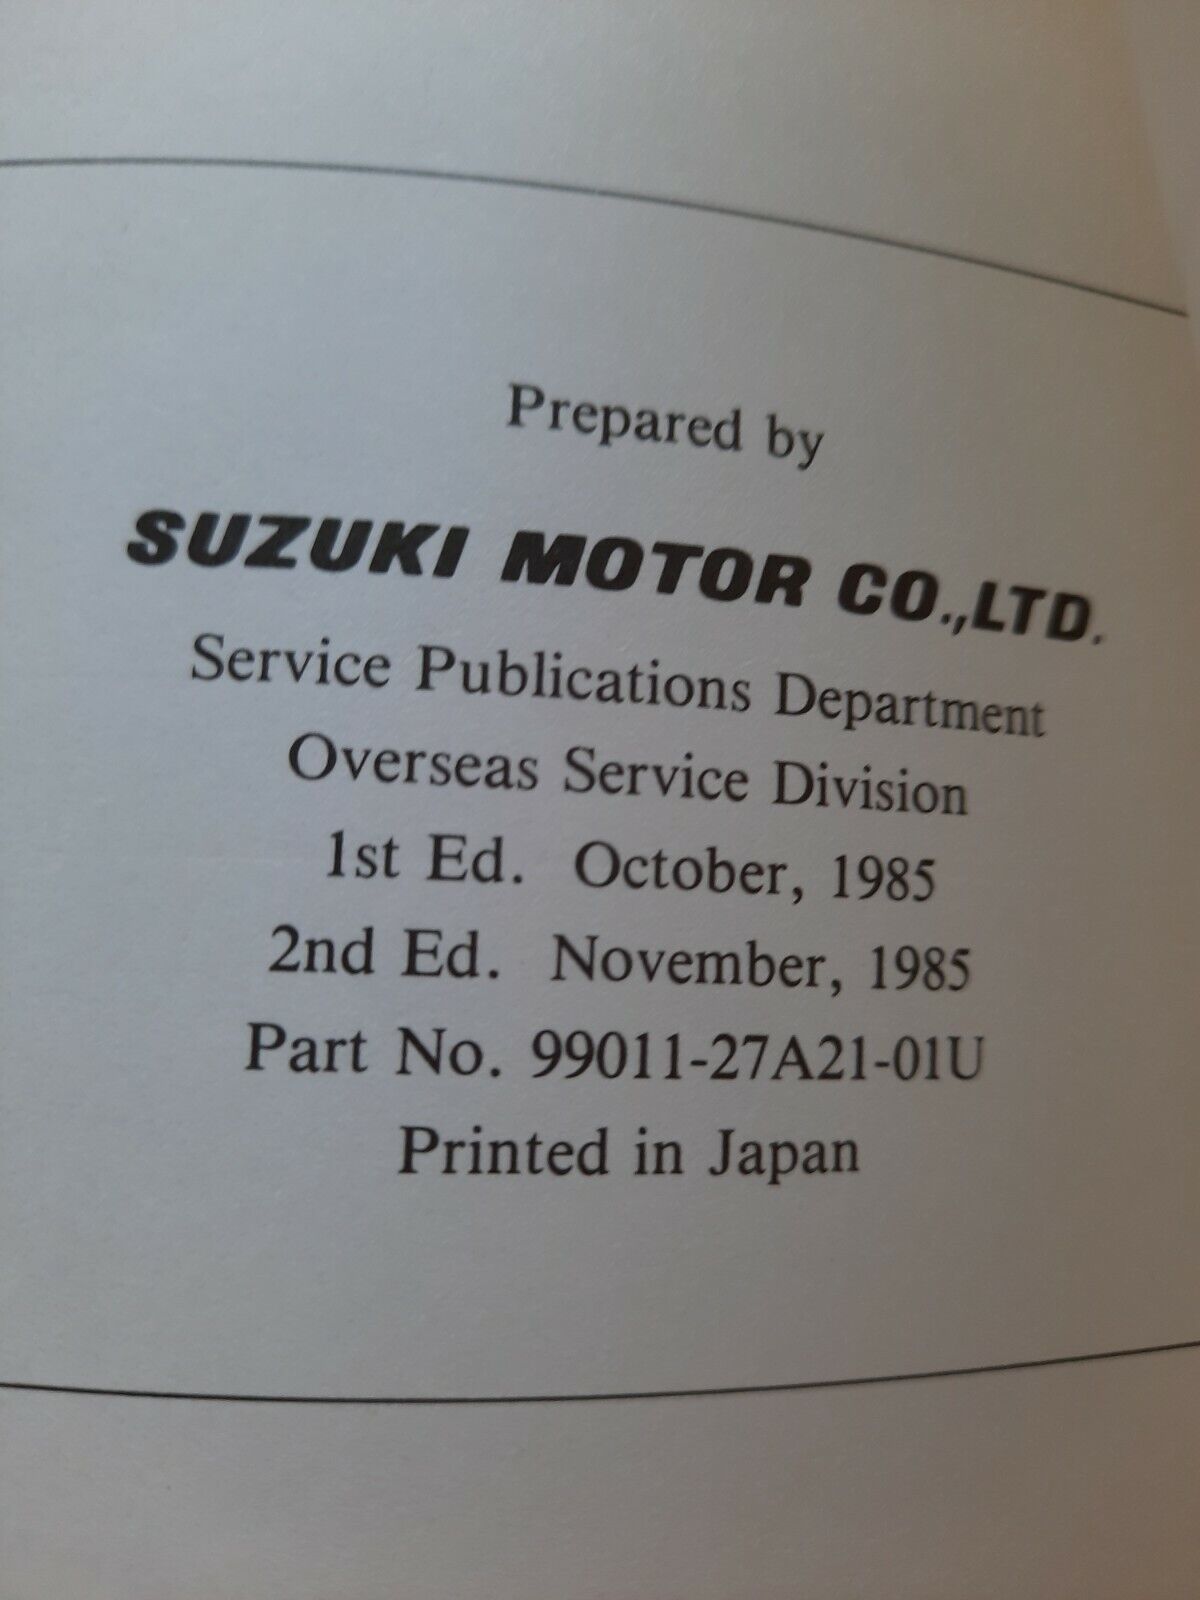 Prepared by
SUZUKI MOTOR CO.,LTD.
Service Publications Department
Overseas Service Division
1st Ed. October, 1985
2nd Ed. November, 1985
Part No. 99011-27A21-01U
Printed in Japan